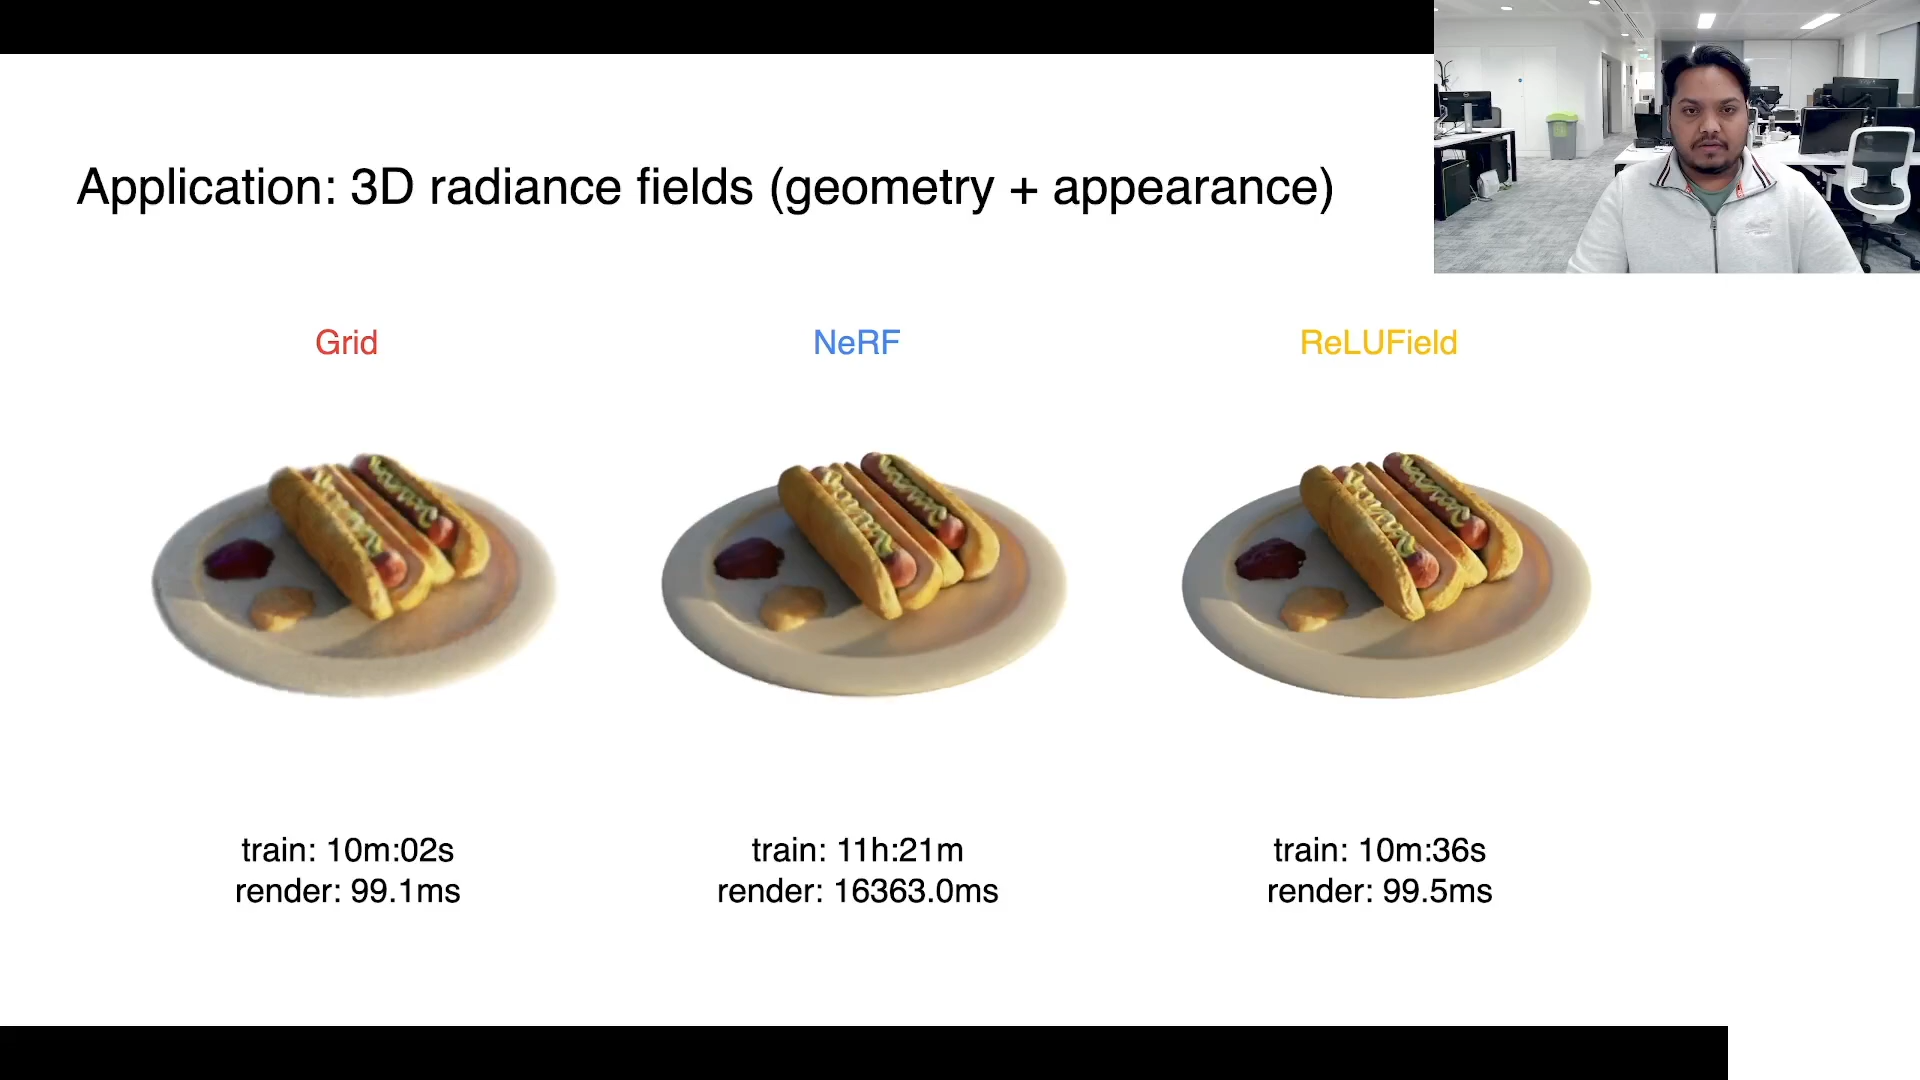 Application: 3D radiance fields (geometry + appearance)
Grid
NeRF
ReLUField
train: 10m:02s
render: 99.1ms
train: 11h:21m
render: 16363.0ms
train: 10m:36s
render: 99.5ms